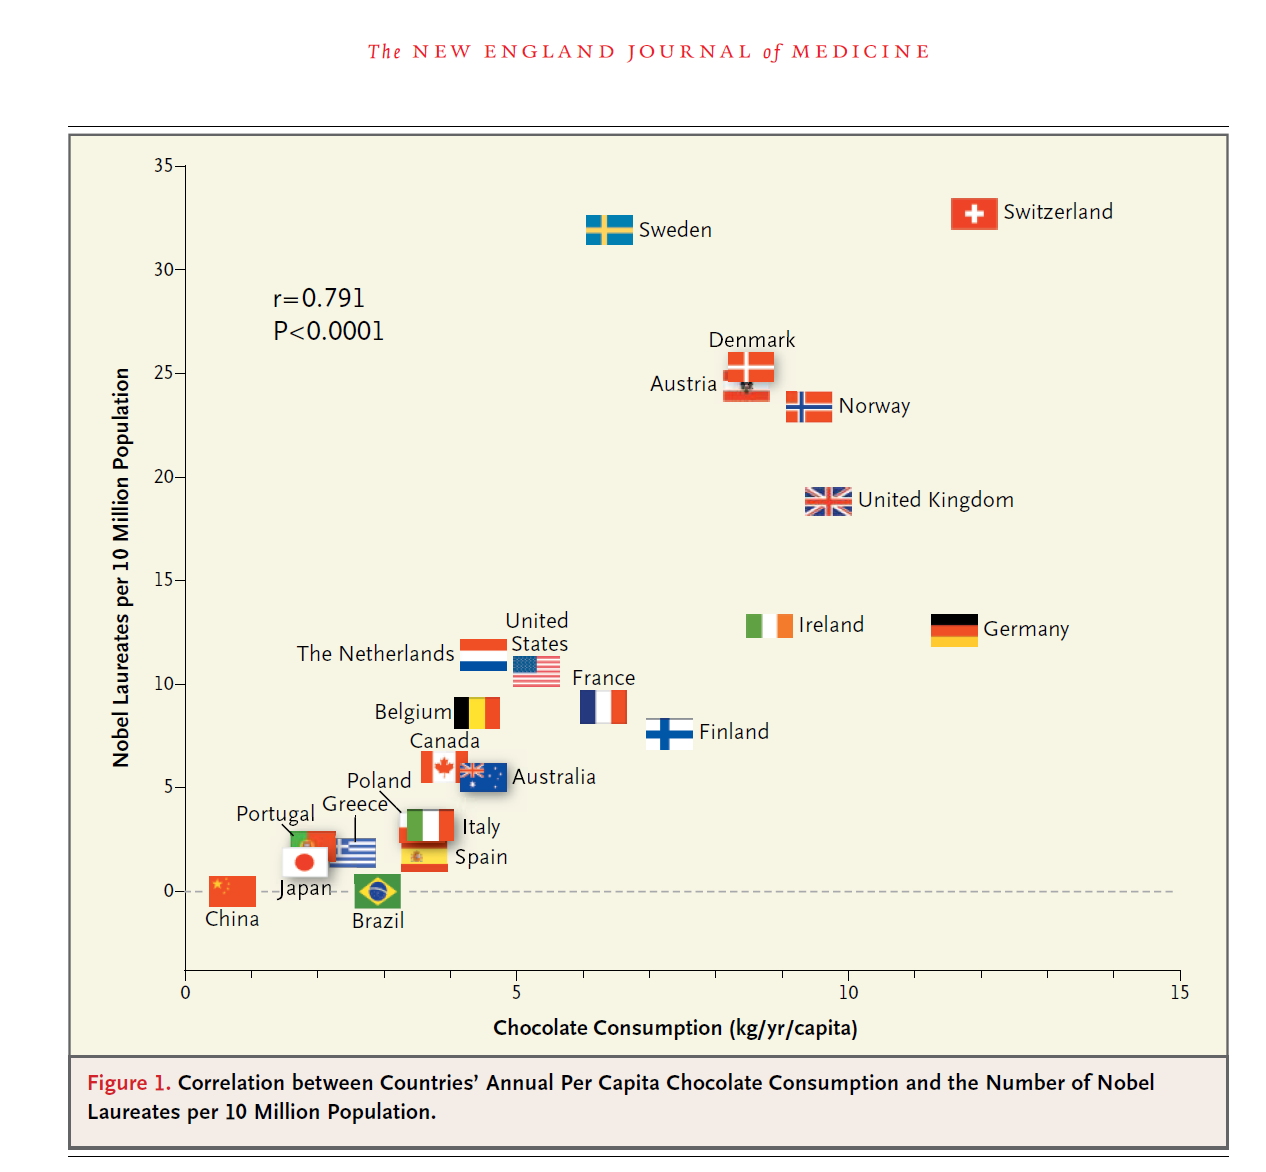 The NEW ENGLAND JOURNAL of MEDICINE
35
Switzerland
Sweden
30
r=0.791
P<0.0001
Denmark
25
Austria
Norway
20
United Kingdom
15
United
States
Ireland
Germany
The Netherlands
10
France
Belgium
Finland
Canada
Poland
Australia
5
Greece
Portugal
Italy
Spain
0
Japan
China
Brazil
Nobel Laureates per 10 Million Population
0
5
10
15
Chocolate Consumption (kg/yr/capita)
Figure 1. Correlation between Countries’ Annual Per Capita Chocolate Consumption and the Number of Nobel
Laureates per 10 Million Population.